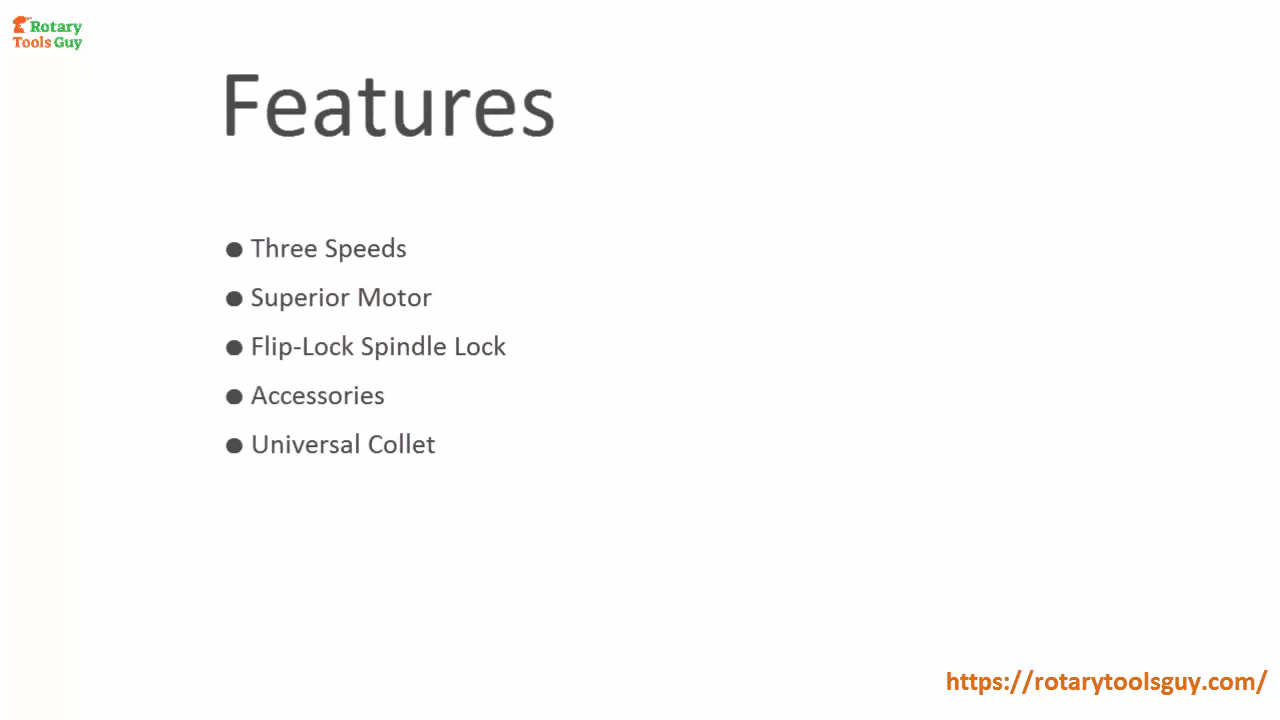 Rotary
Tools Guy
Features
● Three Speeds
● Superior Motor
● Flip-Lock Spindle Lock
● Accessories
● Universal Collet
https://rotarytoolsguy.com/